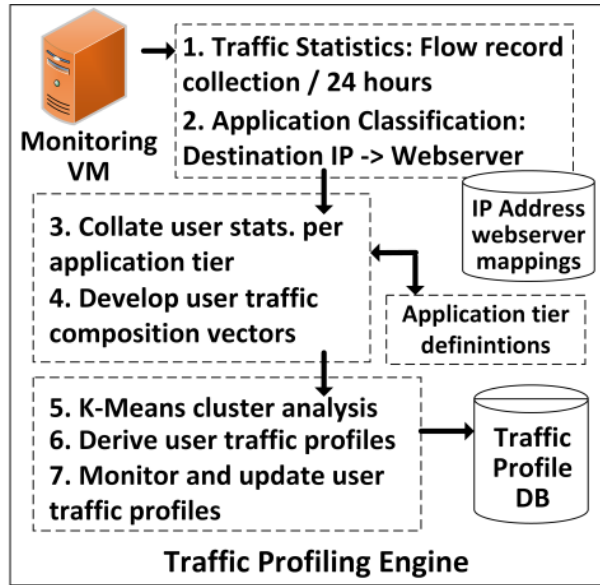 Monitoring
VM
1. Traffic Statistics: Flow record
collection / 24 hours
2. Application Classification:
Destination IP -> Webserver
IP Address
webserver
mappings
3. Collate user stats. per
application tier
4. Develop user traffic
composition vectors
Application tier
definintions
5. K-Means cluster analysis
6. Derive user traffic profiles
7. Monitor and update user
traffic profiles
Traffic
Profile
DB
Traffic Profiling Engine